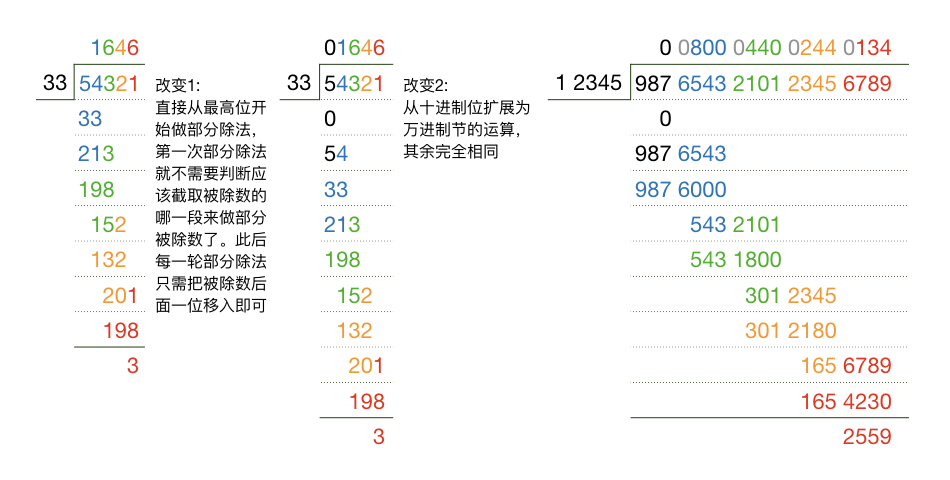 1646
33 54321
33
213
198
152
132
201
198
3
改变1:
直接从最高位开
始做部分除法，
第一次部分除法
就不需要判断应
该截取被除数的
哪一段来做部分
被除数了。此后
每一轮部分除法
只需把被除数后
面一位移入即可
01646
33 54321
0
54
33
213
198
152
132
201
198
3
改变2:
从十进制位扩展为
万进制节的运算，
其余完全相同
0 0800 0440 0244 0134
1 2345 987 6543 2101 2345 6789
0
987 6543
987 6000
543 2101
543 1800
301 2345
301 2180
165 6789
165 4230
2559